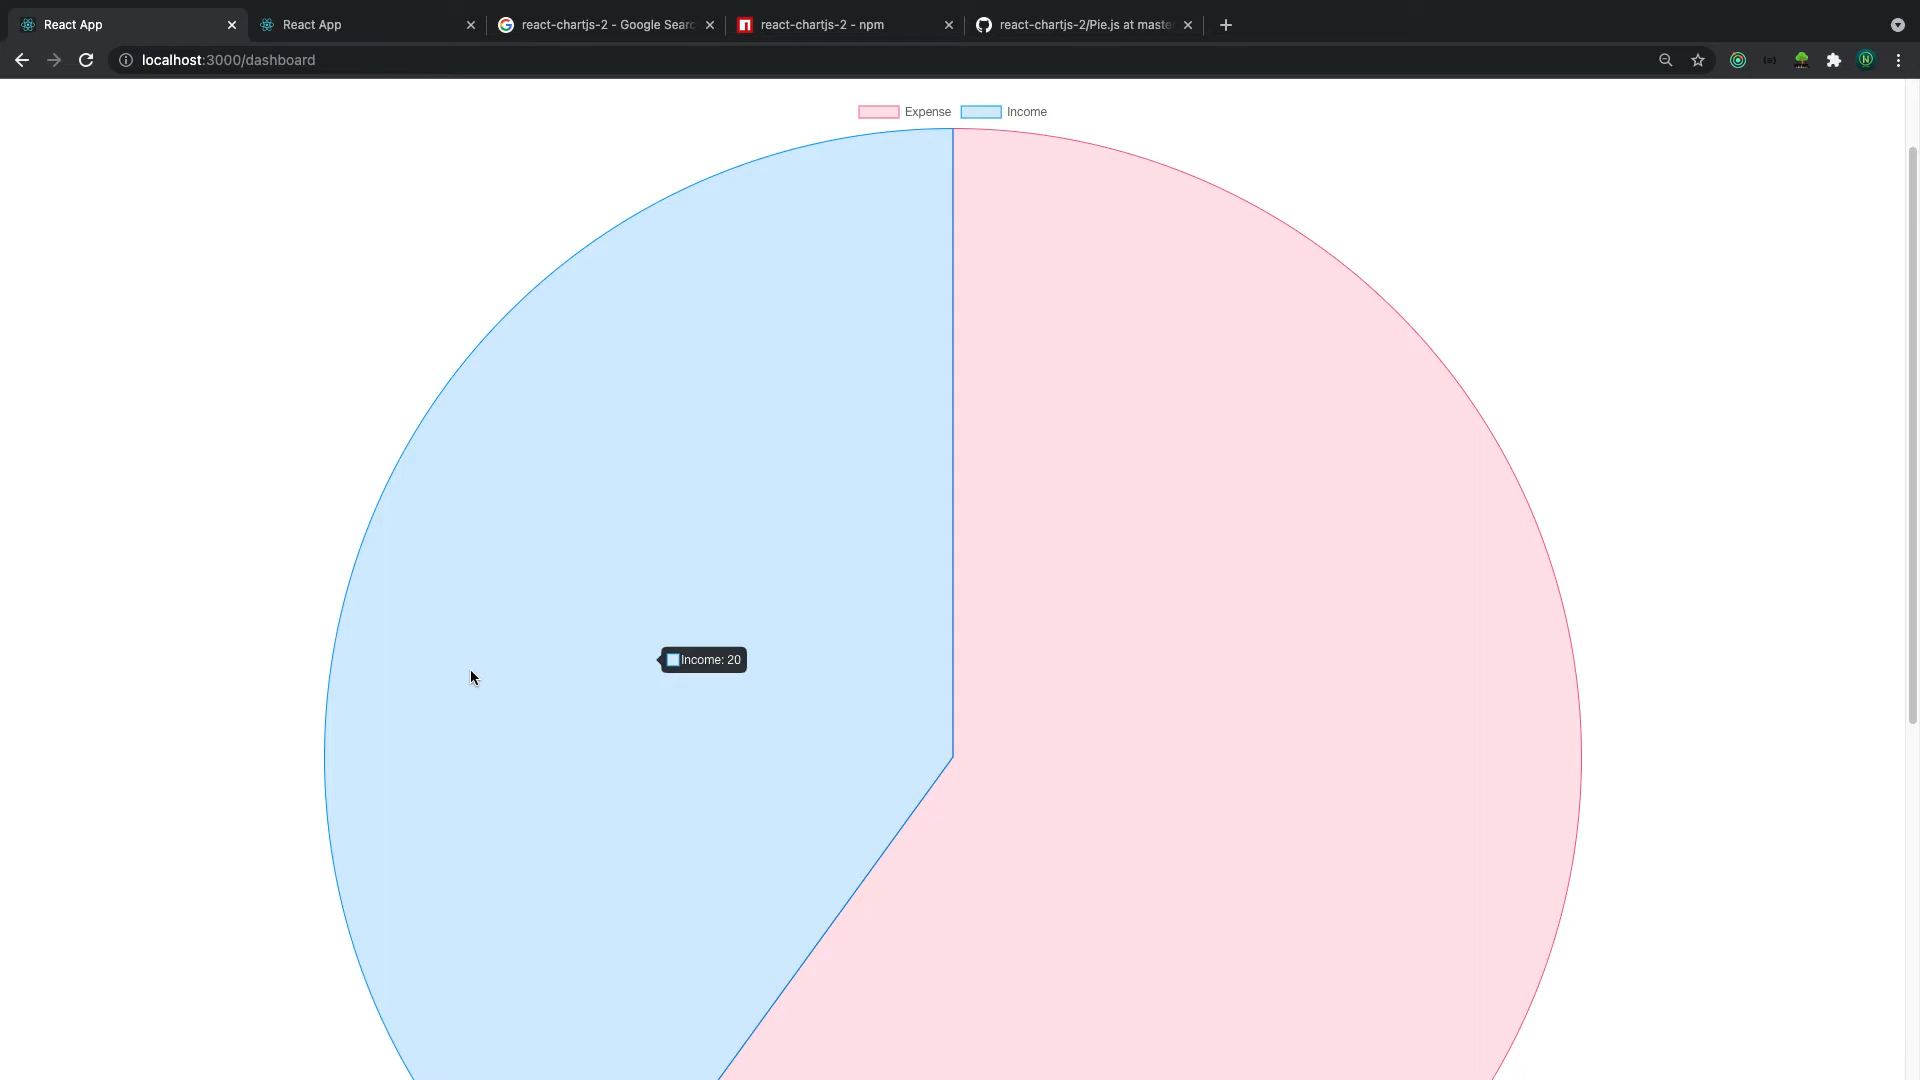 React App
React App
react-chartjs-2 - Google Searc
react-chartjs-2 - npm
react-chartjs-2/Pie.js at maste
localhost:3000/dashboard
Expense
Income
Income: 20